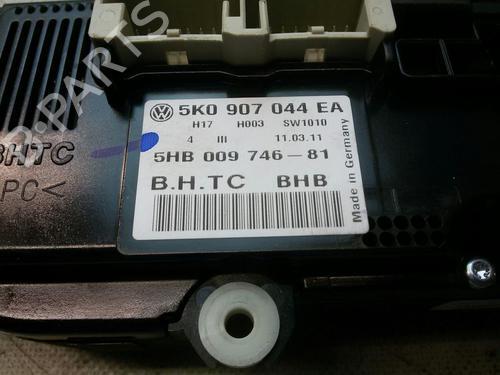 5K0 907 044 EA
H17 H003 SW1010
4 III 11.03.11
5HB 009 746-81
B.H.TC BHB
Made in Germany
BHTC
PC<
PARTS